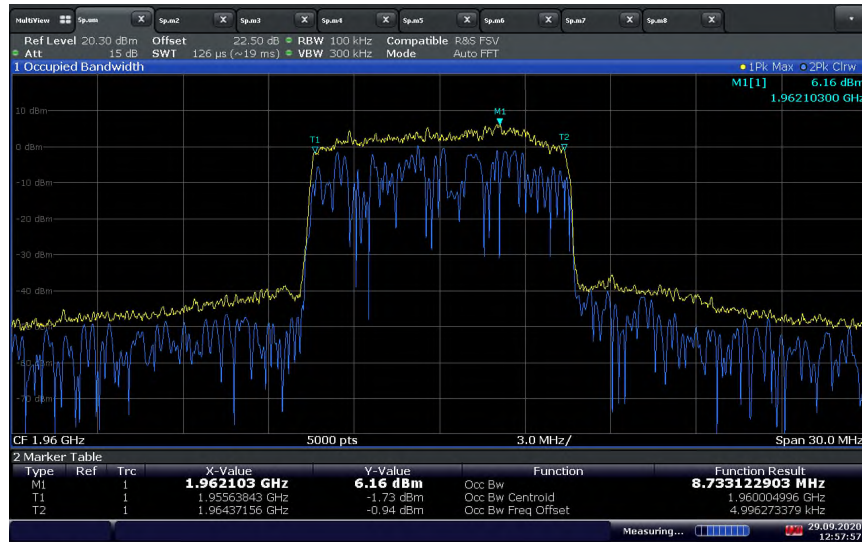 MultiView Sp.um X Sp.m2 X Sp.m3 X Sp.m4 X Sp.m5 X Sp.m6 X Sp.m7 X Sp.m8 X
Ref Level 20.30 dBm Offset 22.50 dB RBW 100 kHz Compatible R&S FSV
Att 15 dB SWT 126 µs (~19 ms) VBW 300 kHz Mode Auto FFT
1 Occupied Bandwidth 1Pk Max 2Pk Clrw
M1[1] 6.16 dBm
1.96210300 GHz
10 dBm
M1
T1 T2
0 dBm
-10 dBm
-20 dBm
-30 dBm
-40 dBm
-60 dBm
-70 dBm
CF 1.96 GHz 5000 pts 3.0 MHz/ Span 30.0 MHz
2 Marker Table
Type Ref Trc X-Value Y-Value Function Function Result
M1 1 1.962103 GHz 6.16 dBm Occ Bw 8.733122903 MHz
T1 1 1.95563843 GHz -1.73 dBm Occ Bw Centroid 1.960004996 GHz
T2 1 1.96437156 GHz -0.94 dBm Occ Bw Freq Offset 4.996273379 kHz
Measuring... 29.09.2020
12:57:57